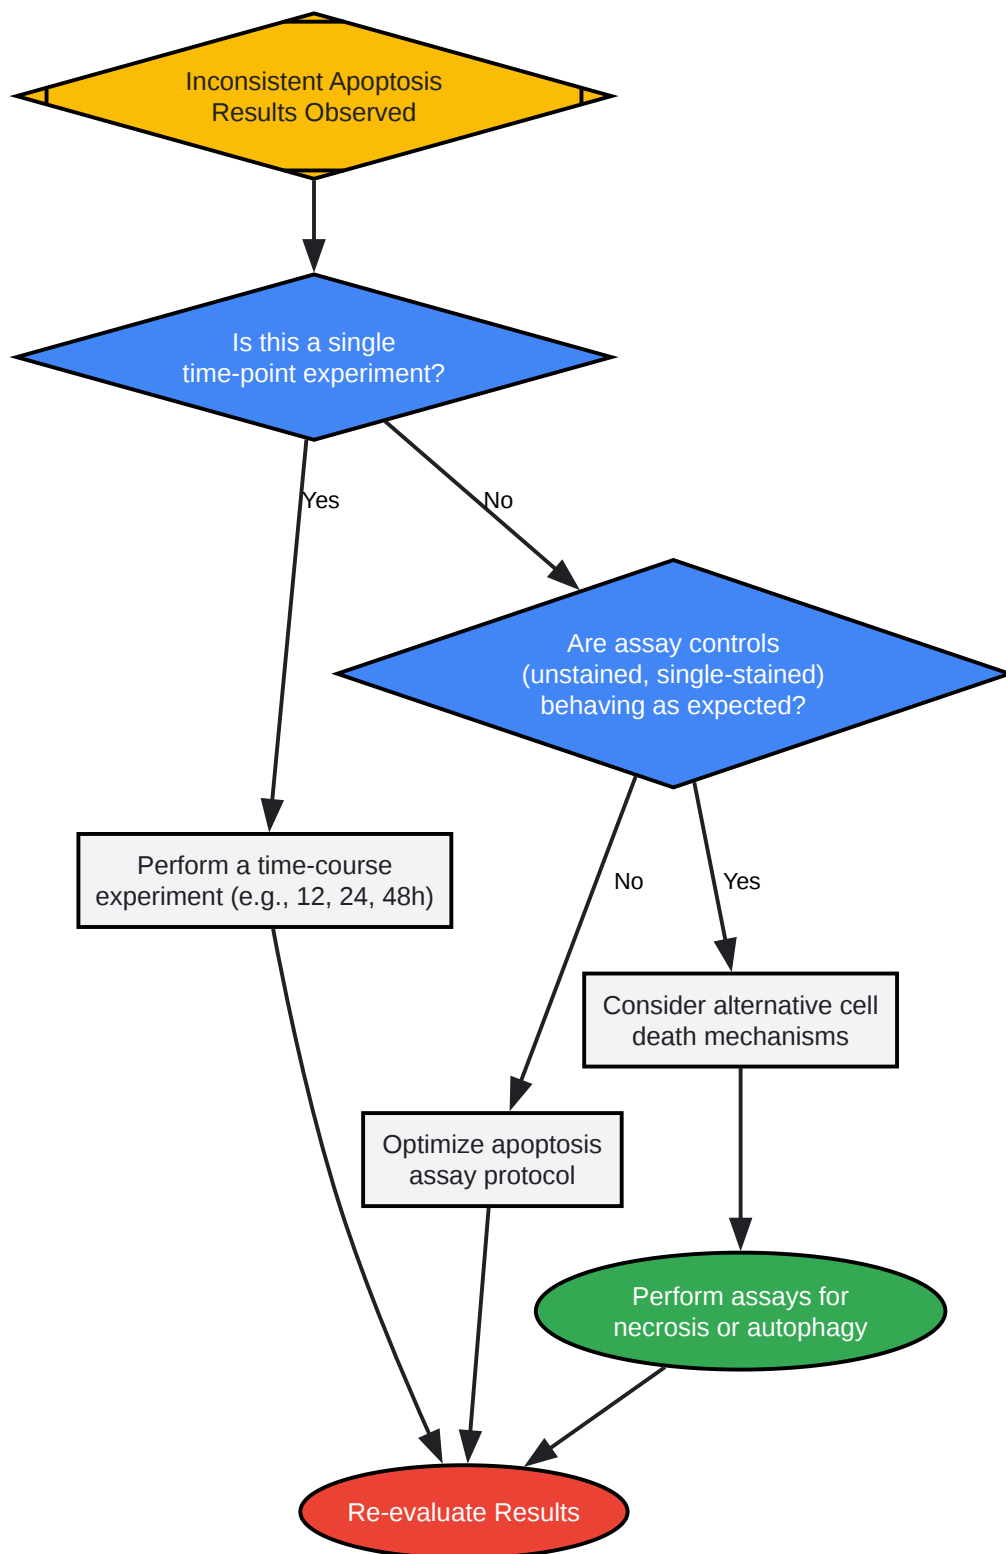 Inconsistent Apoptosis
Results Observed
Is this a single
time-point experiment?
Yes
No
Are assay controls
(unstained, single-stained)
behaving as expected?
Perform a time-course
experiment (e.g., 12, 24, 48h)
No
Yes
Consider alternative cell
death mechanisms
Optimize apoptosis
assay protocol
Perform assays for
necrosis or autophagy
Re-evaluate Results